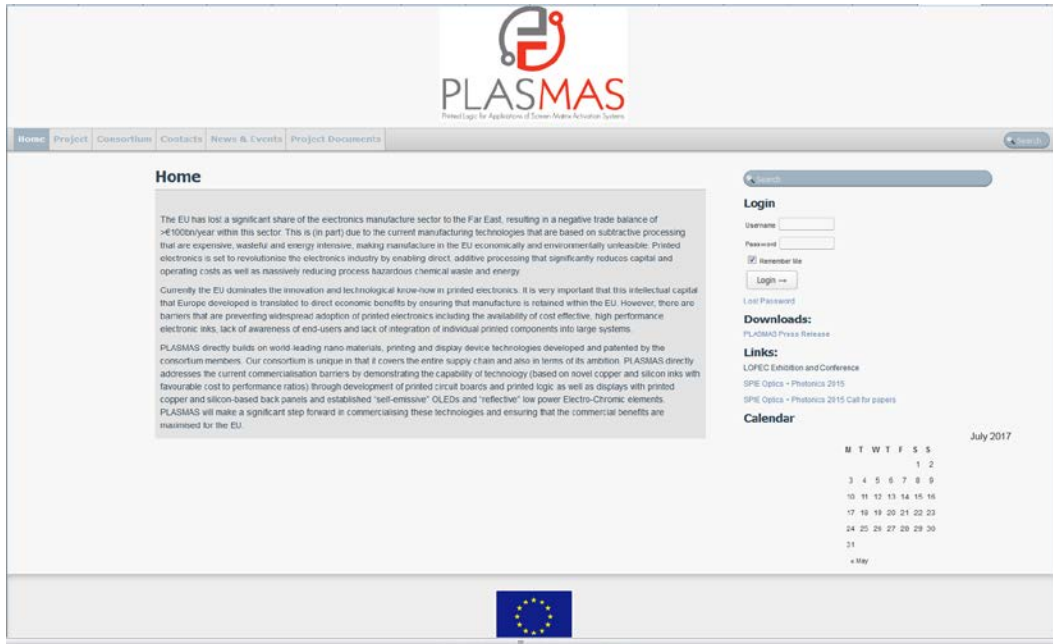 PLASMAS
Printed Logic for Applications of Screen Matrix Activation Systems
Home Project Consortium Contacts News & Events Project Documents
Search
Home
The EU has lost a significant share of the electronics manufacture sector to the Far East, resulting in a negative trade balance of
>€100bn/year within this sector. This is (in part) due to the current manufacturing technologies that are based on subtractive processing
that are expensive, wasteful and energy intensive, making manufacture in the EU economically and environmentally unfeasible. Printed
electronics is set to revolutionise the electronics industry by enabling direct, additive processing that significantly reduces capital and
operating costs as well as massively reducing process hazardous chemical waste and energy.
Currently the EU dominates the innovation and technological know-how in printed electronics. It is very important that this intellectual capital
that Europe developed is translated to direct economic benefits by ensuring that manufacture is retained within the EU. However, there are
barriers that are preventing widespread adoption of printed electronics including the availability of cost effective, high performance
electronic inks, lack of awareness of end-users and lack of integration of individual printed components into large systems.
PLASMAS directly builds on world-leading nano-materials, printing and display device technologies developed and patented by the
consortium members. Our consortium is unique in that it covers the entire supply chain and also in terms of its ambition. PLASMAS directly
addresses the current commercialisation barriers by demonstrating the capability of technology (based on novel copper and silicon inks with
favourable cost to performance ratios) through development of printed circuit boards and printed logic as well as displays with printed
copper and silicon-based back panels and established "self-emissive" OLEDs and "reflective" low power Electro-Chromic elements.
PLASMAS will make a significant step forward in commercialising these technologies and ensuring that the commercial benefits are
maximised for the EU.
Search
Login
Username
Password
Remember Me
Login →
Lost Password
Downloads:
PLASMAS Press Release
Links:
LOPEC Exhibition and Conference
SPIE Optics + Photonics 2015
SPIE Optics + Photonics 2015 Call for papers
Calendar
July 2017
M T W T F S S
1 2
3 4 5 6 7 8 9
10 11 12 13 14 15 16
17 18 19 20 21 22 23
24 25 26 27 28 29 30
31
« May